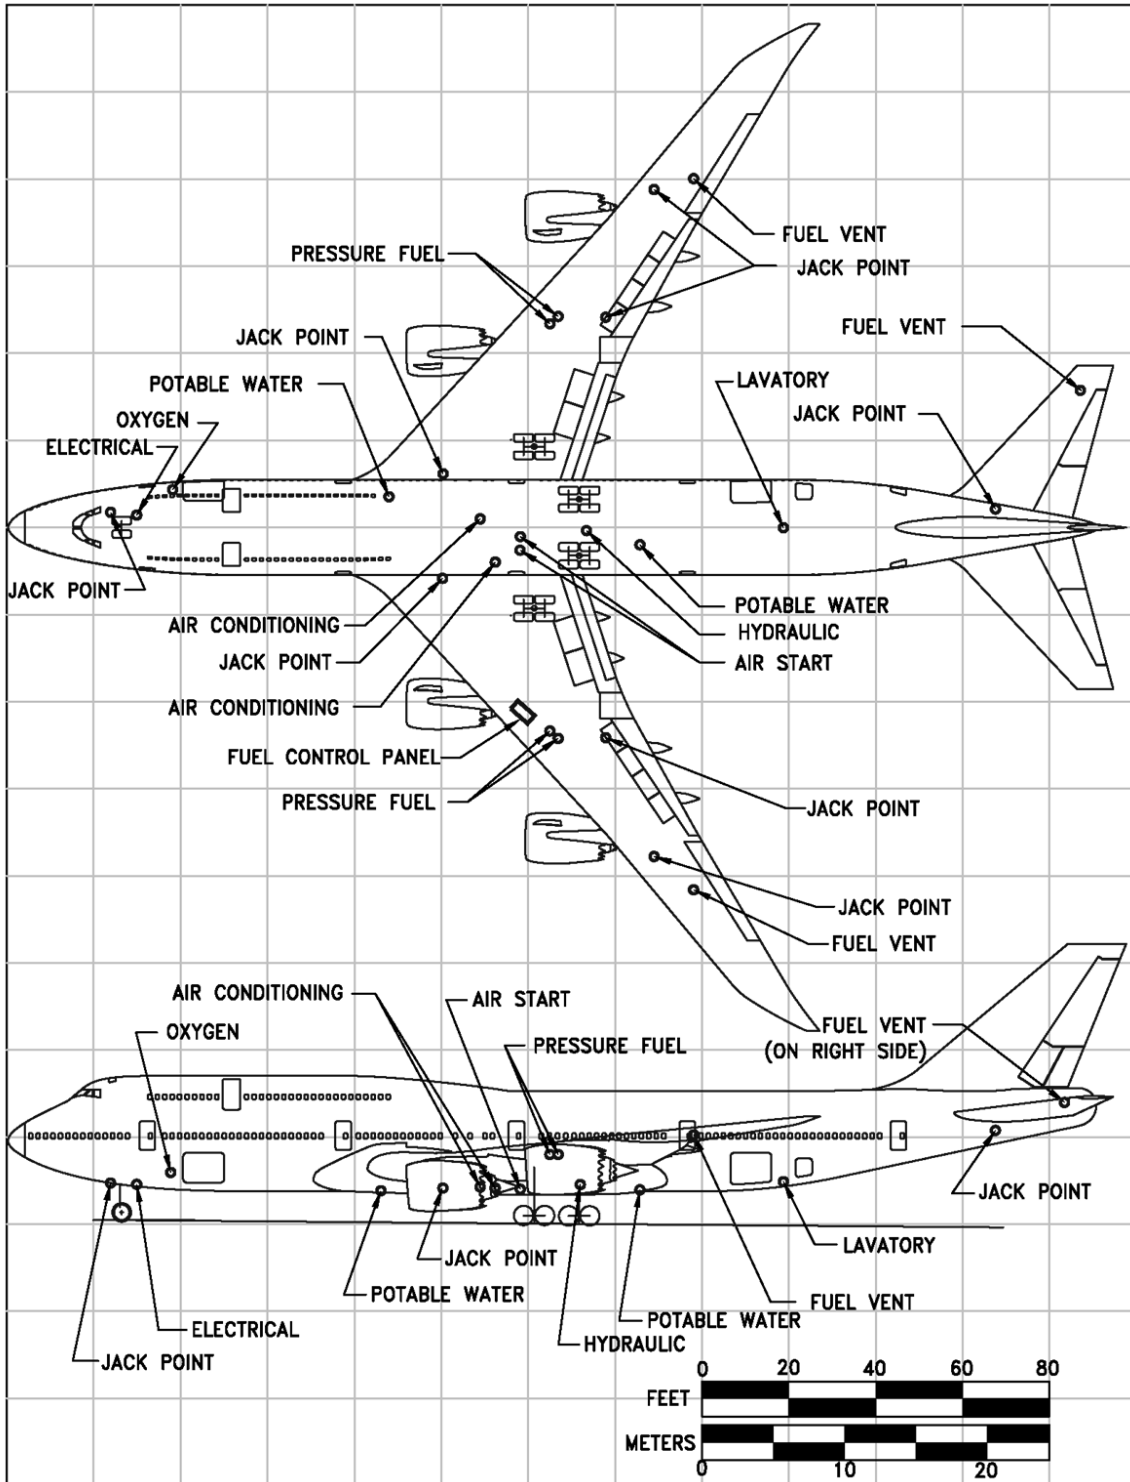 FUEL VENT
PRESSURE FUEL
JACK POINT
FUEL VENT
JACK POINT
POTABLE WATER
LAVATORY
OXYGEN
JACK POINT
ELECTRICAL
JACK POINT
POTABLE WATER
AIR CONDITIONING
HYDRAULIC
JACK POINT
AIR START
AIR CONDITIONING
FUEL CONTROL PANEL
PRESSURE FUEL
JACK POINT
JACK POINT
FUEL VENT
AIR CONDITIONING
AIR START
OXYGEN
FUEL VENT
(ON RIGHT SIDE)
PRESSURE FUEL
JACK POINT
LAVATORY
JACK POINT
POTABLE WATER
FUEL VENT
POTABLE WATER
ELECTRICAL
HYDRAULIC
JACK POINT
0 20 40 60 80
FEET
METERS
0 10 20